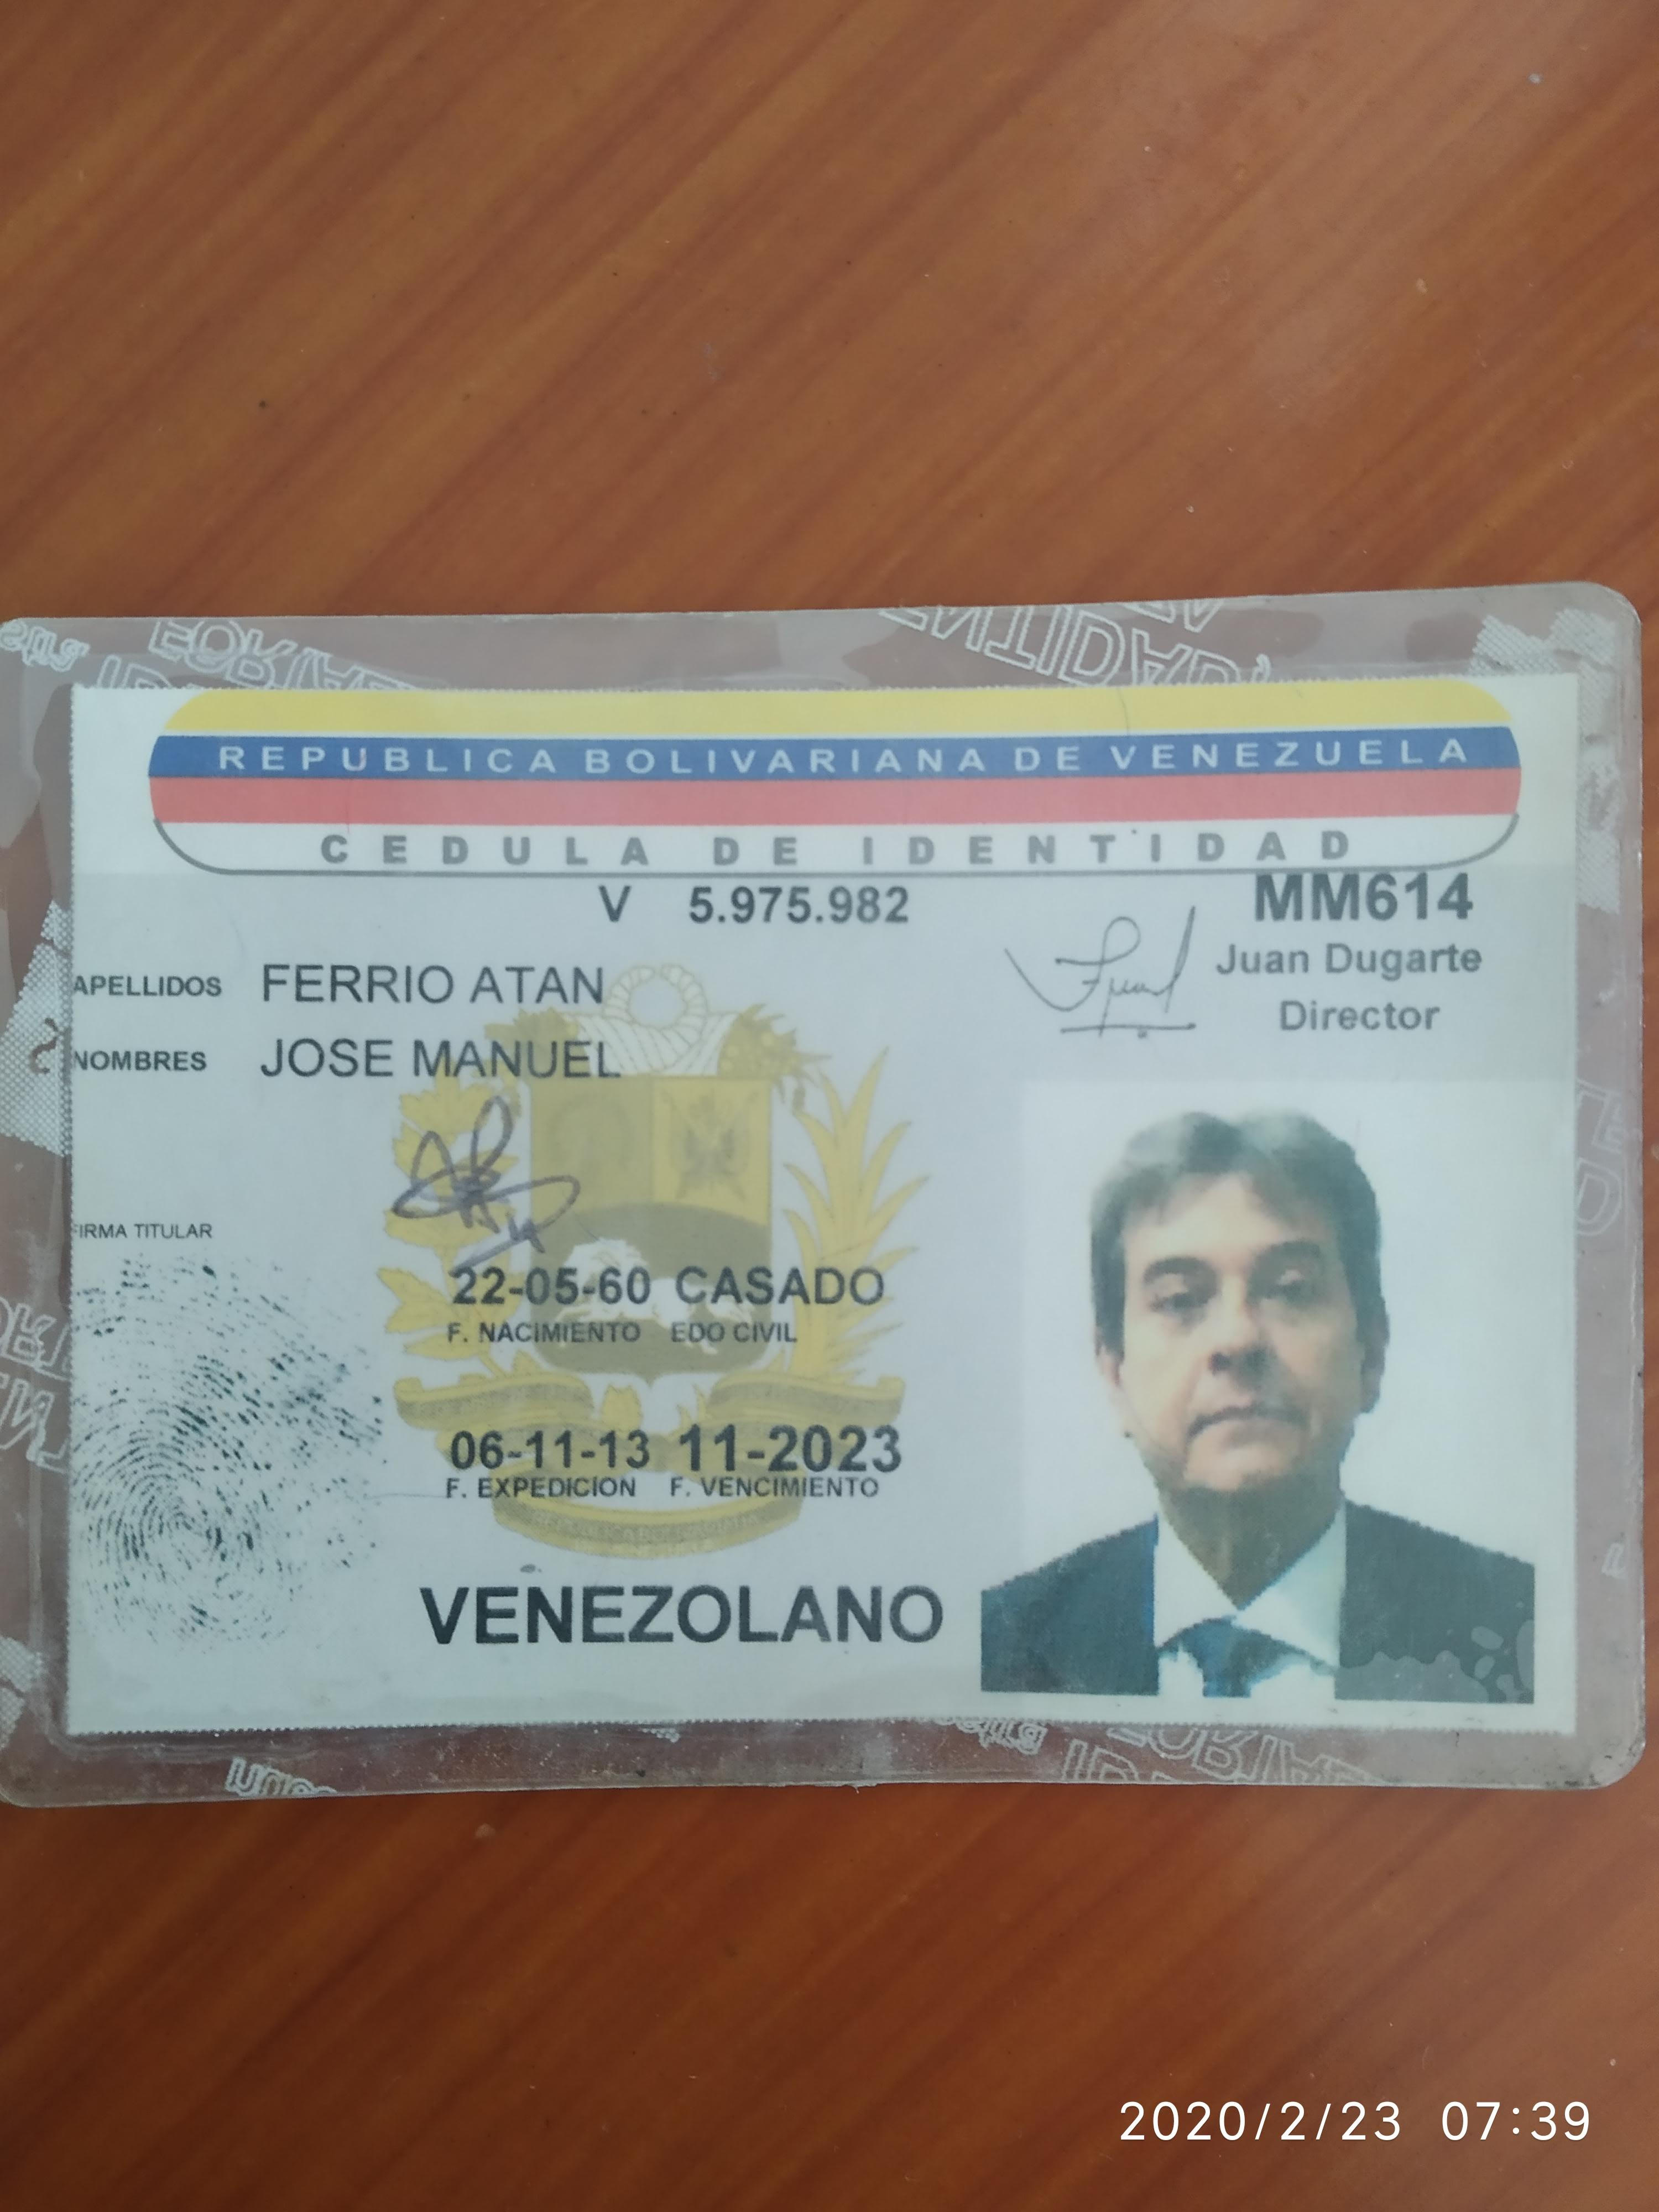 REPUBLICA BOLIVARIANA DE VENEZUELA
CEDULA DE IDENTIDAD
V 5.975.982
MM614
Juan Dugarte
Director
APELLIDOS FERRIO ATAN
NOMBRES JOSE MANUEL
FIRMA TITULAR
22-05-60 CASADO
F. NACIMIENTO EDO CIVIL
06-11-13 11-2023
F. EXPEDICION F. VENCIMIENTO
VENEZOLANO
2020/2/23 07:39